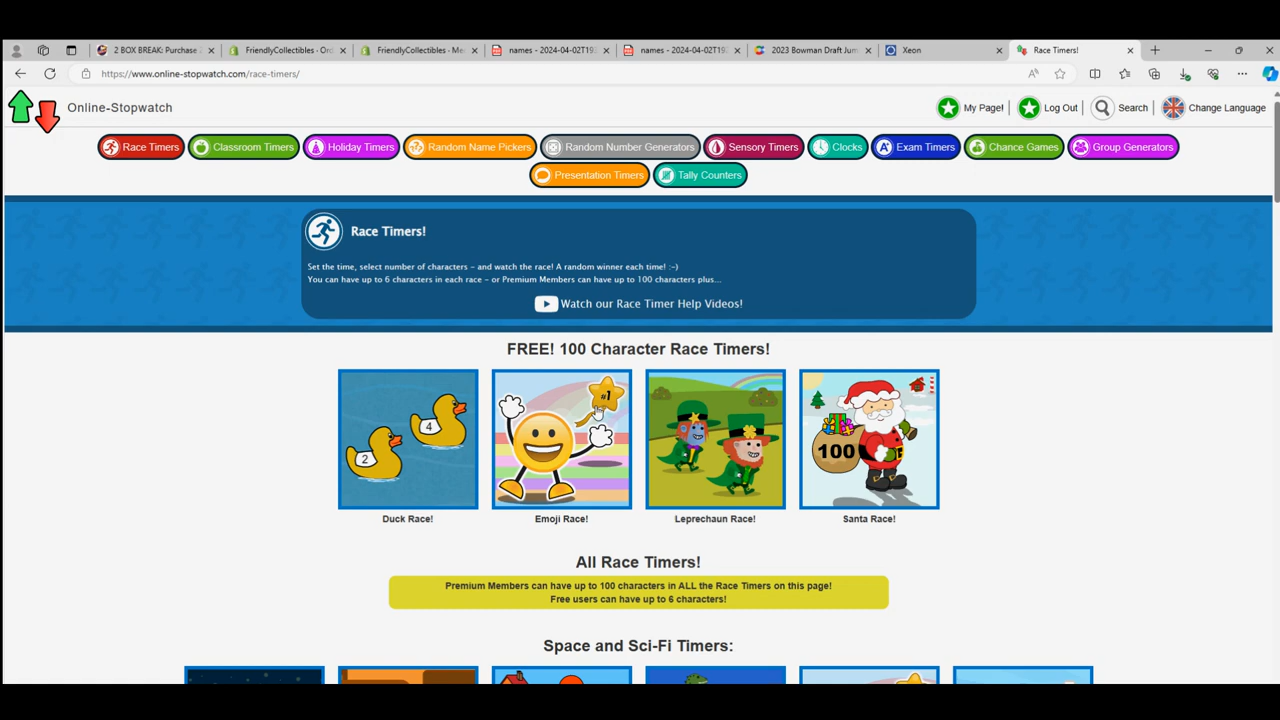 2 BOX BREAK: Purchase 2
FriendlyCollectibles - Or
FriendlyCollectibles - Me
names - 2024-04-02T19
names - 2024-04-02T19
2023 Bowman Draft Jum
Xeon
Race Timers!
https://www.online-stopwatch.com/race-timers/
Online-Stopwatch
My Page! |
Log Out |
Search |
Change Language
Race Timers
Classroom Timers
Holiday Timers
Random Name Pickers
Random Number Generators
Sensory Timers
Clocks
Exam Timers
Chance Games
Group Generators
Presentation Timers
Tally Counters
Race Timers!
Set the time, select number of characters - and watch the race! A random winner each time! :-)
You can have up to 6 characters in each race - or Premium Members can have up to 100 characters plus...
Watch our Race Timer Help Videos!
FREE! 100 Character Race Timers!
2
4
#1
100
Duck Race!
Emoji Race!
Leprechaun Race!
Santa Race!
All Race Timers!
Premium Members can have up to 100 characters in ALL the Race Timers on this page!
Free users can have up to 6 characters!
Space and Sci-Fi Timers: